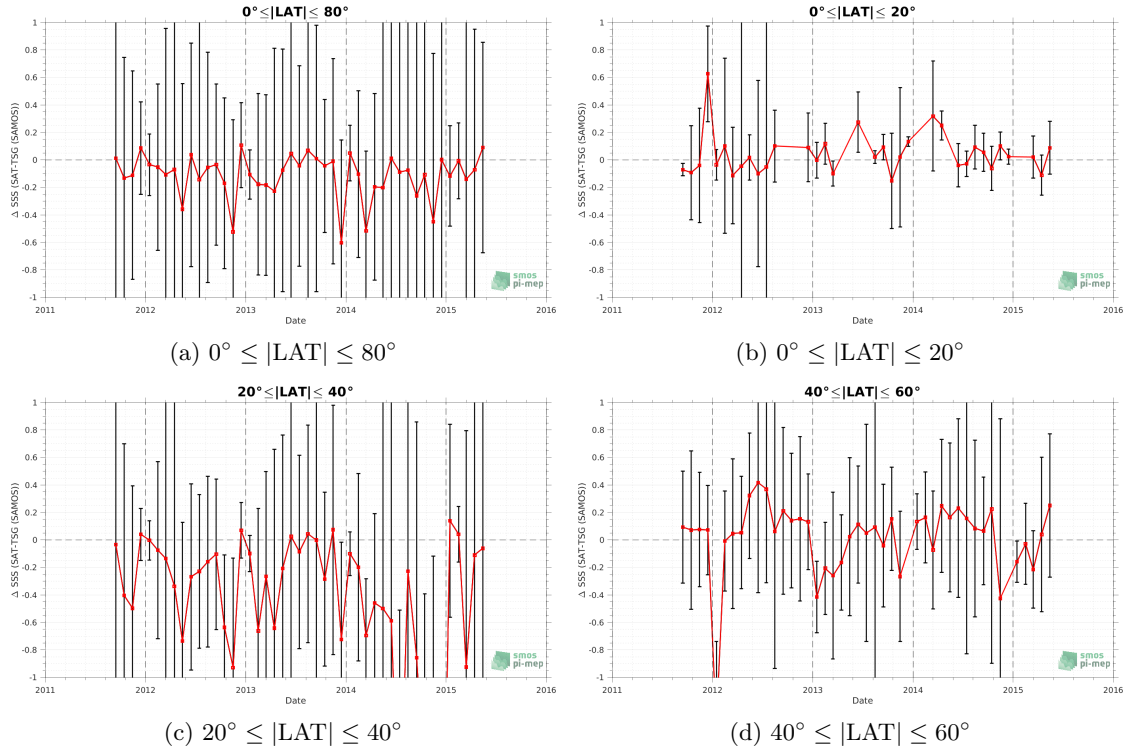 0°≤|LAT|≤ 80°
Δ SSS (SAT-TSG (SAMOS))
1
0.8
0.6
0.4
0.2
0
-0.2
-0.4
-0.6
-0.8
-1
2011
2012
2013
2014
2015
2016
Date
smos
pi-mep
(a) 0° ≤ |LAT| ≤ 80°
0°≤|LAT|≤ 20°
Δ SSS (SAT-TSG (SAMOS))
1
0.8
0.6
0.4
0.2
0
-0.2
-0.4
-0.6
-0.8
-1
2011
2012
2013
2014
2015
2016
Date
smos
pi-mep
(b) 0° ≤ |LAT| ≤ 20°
20°≤|LAT|≤ 40°
Δ SSS (SAT-TSG (SAMOS))
1
0.8
0.6
0.4
0.2
0
-0.2
-0.4
-0.6
-0.8
-1
2011
2012
2013
2014
2015
2016
Date
smos
pi-mep
(c) 20° ≤ |LAT| ≤ 40°
40°≤|LAT|≤ 60°
Δ SSS (SAT-TSG (SAMOS))
1
0.8
0.6
0.4
0.2
0
-0.2
-0.4
-0.6
-0.8
-1
2011
2012
2013
2014
2015
2016
Date
smos
pi-mep
(d) 40° ≤ |LAT| ≤ 60°